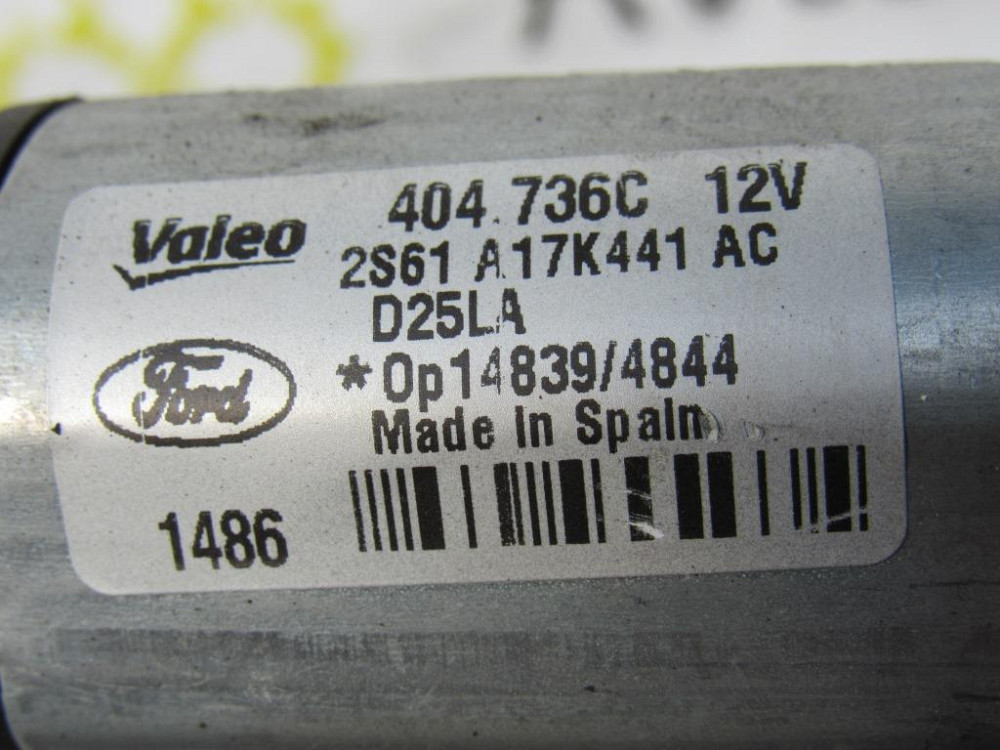 Valeo 404.736C 12V
2S61 A17K441 AC
D25LA
Ford *0p14839/4844
Made in Spain
1486